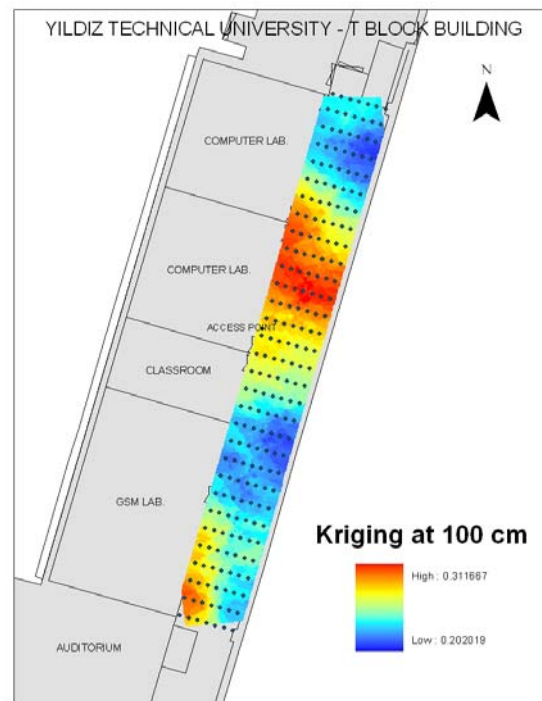 YILDIZ TECHNICAL UNIVERSITY - T BLOCK BUILDING
N
COMPUTER LAB.
COMPUTER LAB.
ACCESS POINT
CLASSROOM
GSM LAB.
Kriging at 100 cm
High : 0.311667
Low : 0.202019
AUDITORIUM